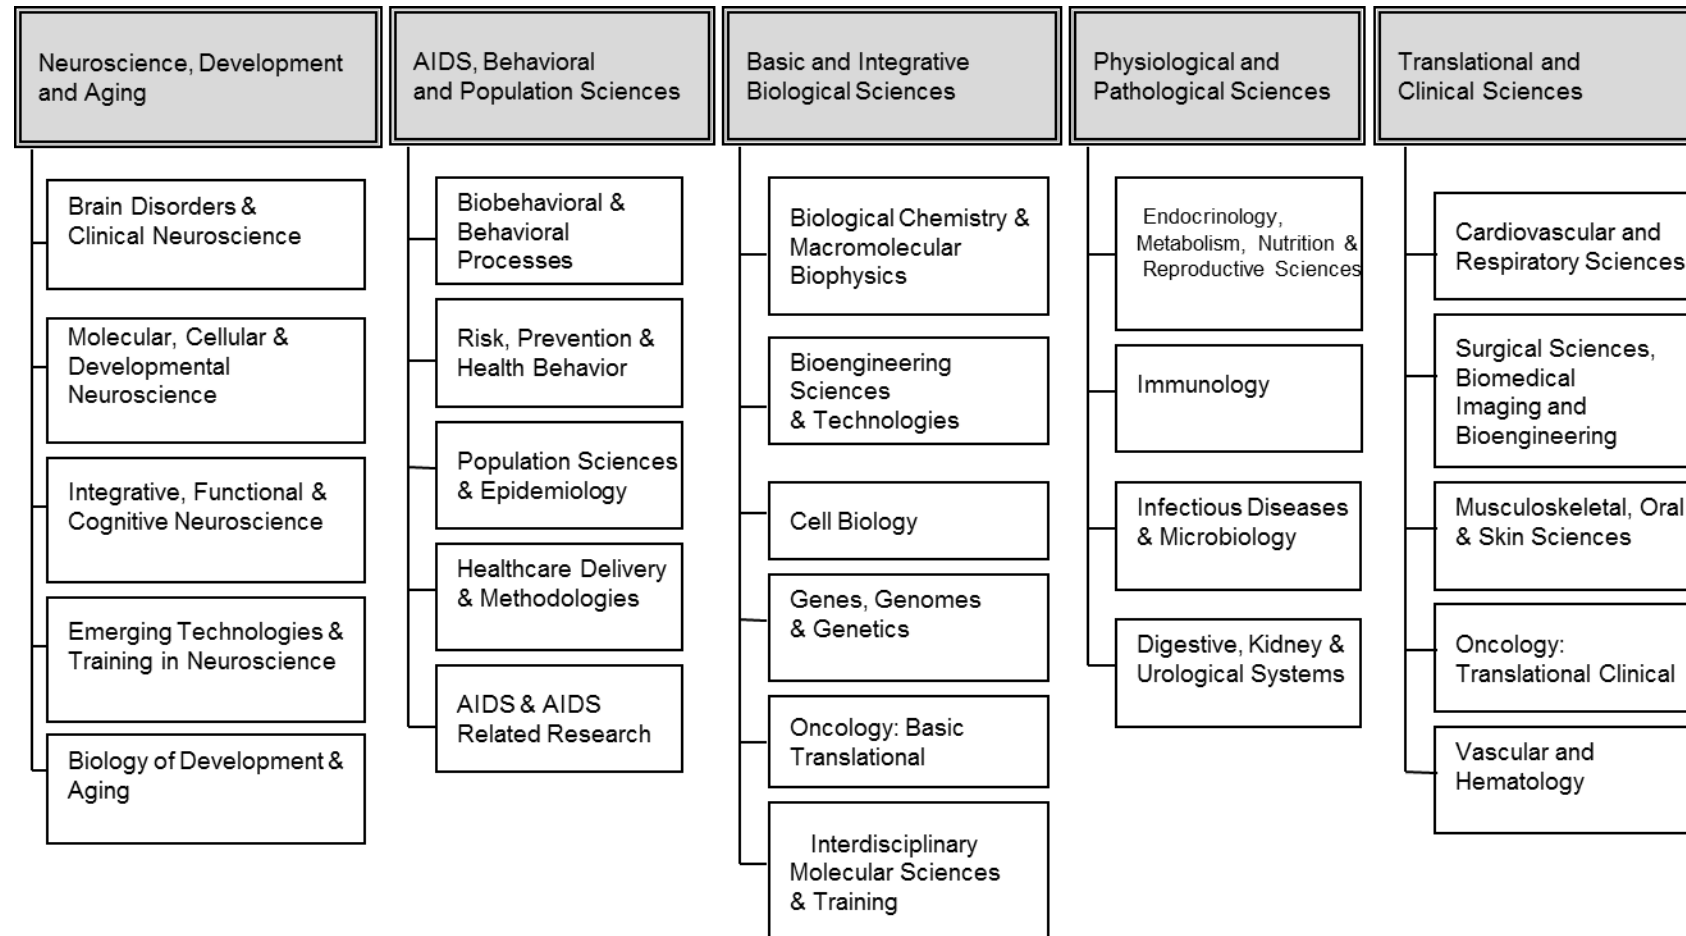 Neuroscience, Development
and Aging
Brain Disorders &
Clinical Neuroscience
Molecular, Cellular &
Developmental
Neuroscience
Integrative, Functional &
Cognitive Neuroscience
Emerging Technologies &
Training in Neuroscience
Biology of Development &
Aging
AIDS, Behavioral
and Population Sciences
Biobehavioral &
Behavioral
Processes
Risk, Prevention &
Health Behavior
Population Sciences
& Epidemiology
Healthcare Delivery
& Methodologies
AIDS & AIDS
Related Research
Basic and Integrative
Biological Sciences
Biological Chemistry &
Macromolecular
Biophysics
Bioengineering
Sciences
& Technologies
Cell Biology
Genes, Genomes
& Genetics
Oncology: Basic
Translational
Interdisciplinary
Molecular Sciences
& Training
Physiological and
Pathological Sciences
Endocrinology,
Metabolism, Nutrition &
Reproductive Sciences
Immunology
Infectious Diseases
& Microbiology
Digestive, Kidney &
Urological Systems
Translational and
Clinical Sciences
Cardiovascular and
Respiratory Sciences
Surgical Sciences,
Biomedical
Imaging and
Bioengineering
Musculoskeletal, Oral
& Skin Sciences
Oncology:
Translational Clinical
Vascular and
Hematology